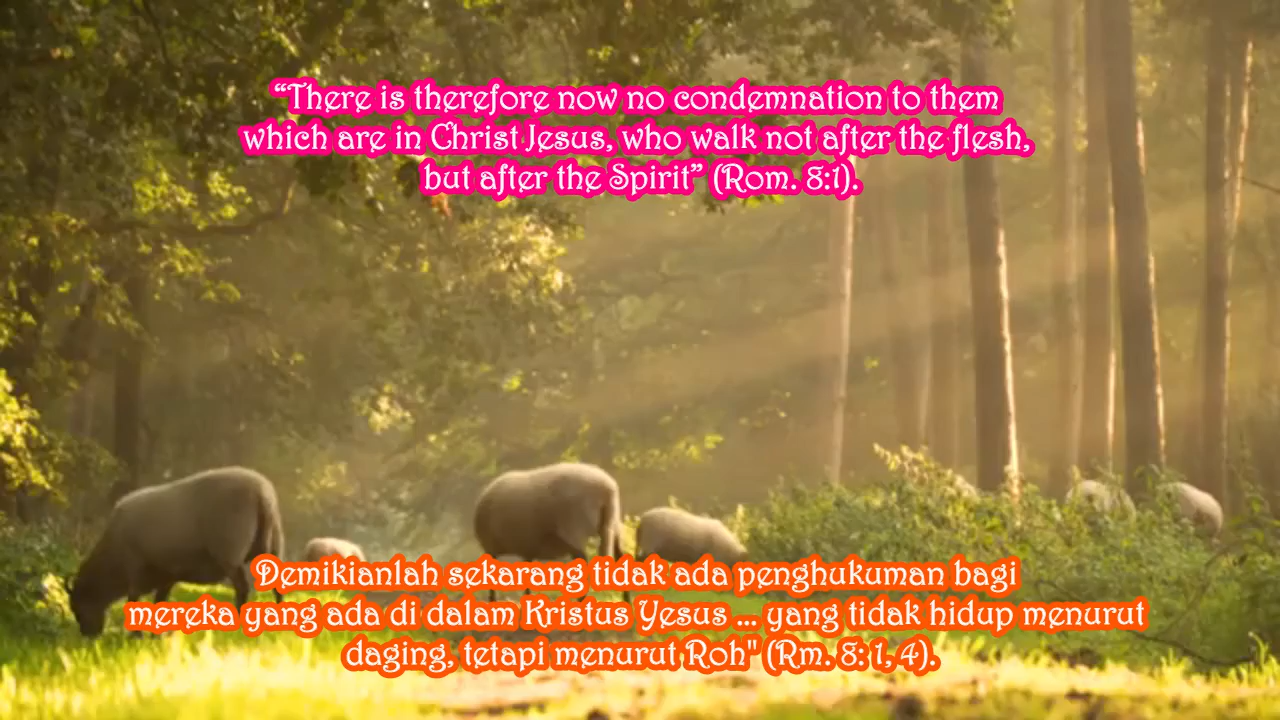 “There is therefore now no condemnation to them
which are in Christ Jesus, who walk not after the flesh,
but after the Spirit” (Rom. 8:1).
Demikianlah sekarang tidak ada penghukuman bagi
mereka yang ada di dalam Kristus Yesus ... yang tidak hidup menurut
daging, tetapi menurut Roh" (Rm. 8: 1, 4).